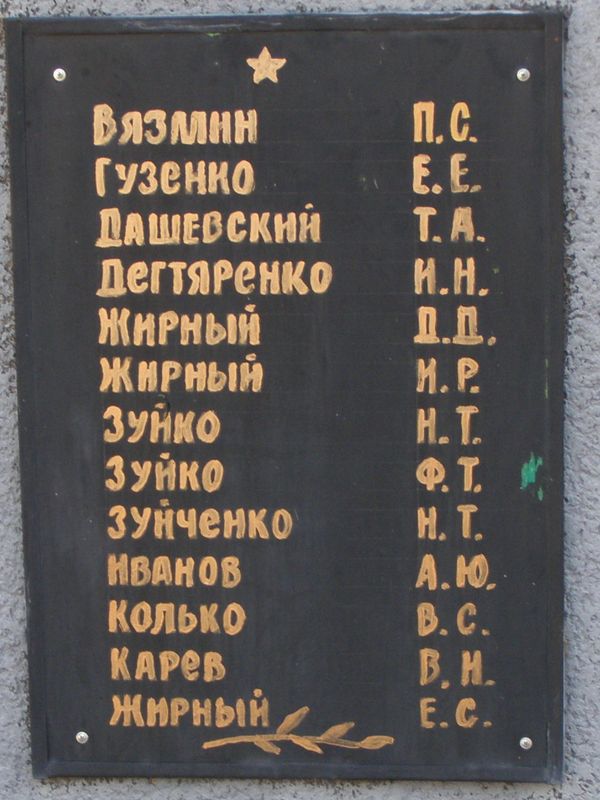 Вязмин П.С.
Гузенко Е.Е.
Дашевский Т.А.
Дегтяренко И.Н.
Жирный Д.Д.
Жирный И.Р.
Зуйко Н.Т.
Зуйко Ф.Т.
Зуйченко Н.Т.
Иванов А.Ю.
Колько В.С.
Карев В.И.
Жирный Е.С.